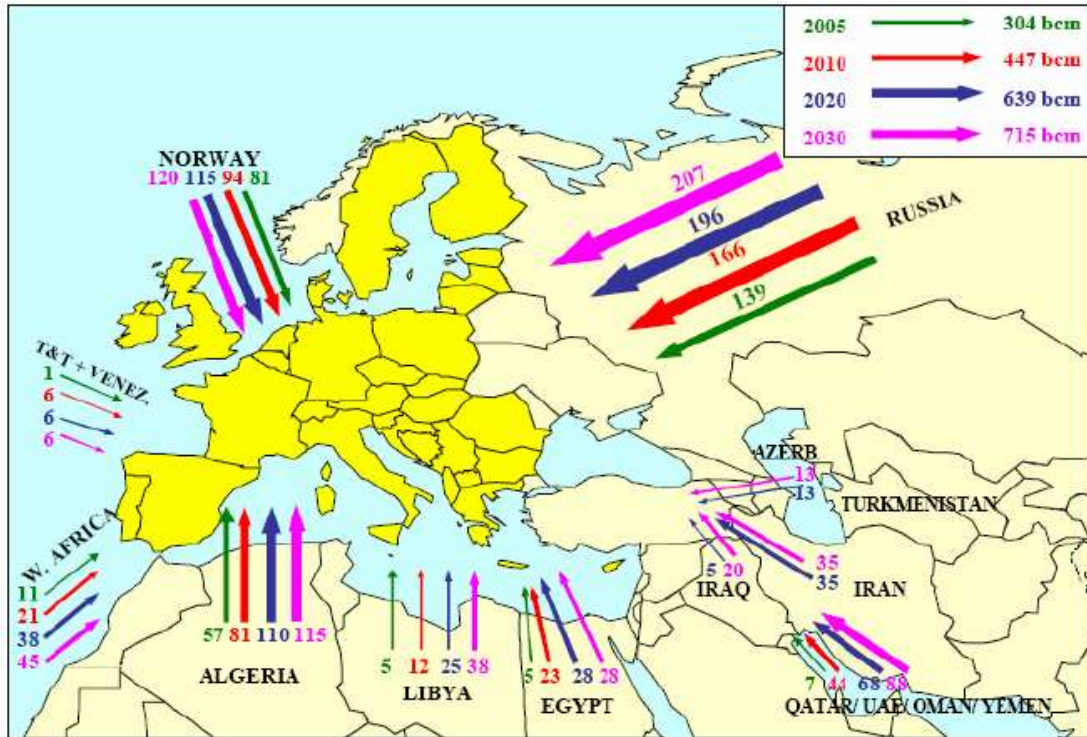 2005 304 bcm
2010 447 bcm
2020 639 bcm
2030 715 bcm
NORWAY
120 115 94 81
207
196
166
139
RUSSIA
T&T + VENEZ.
1
6
6
6
AZERB
13
13
TURKMENISTAN
W. AFRICA
11
21
38
45
57 81 110 115
ALGERIA
5 12 25 38
LIBYA
5 23 28 28
EGYPT
5 20
IRAQ
35
35
IRAN
7 44 68 88
QATAR/ UAE/ OMAN/ YEMEN